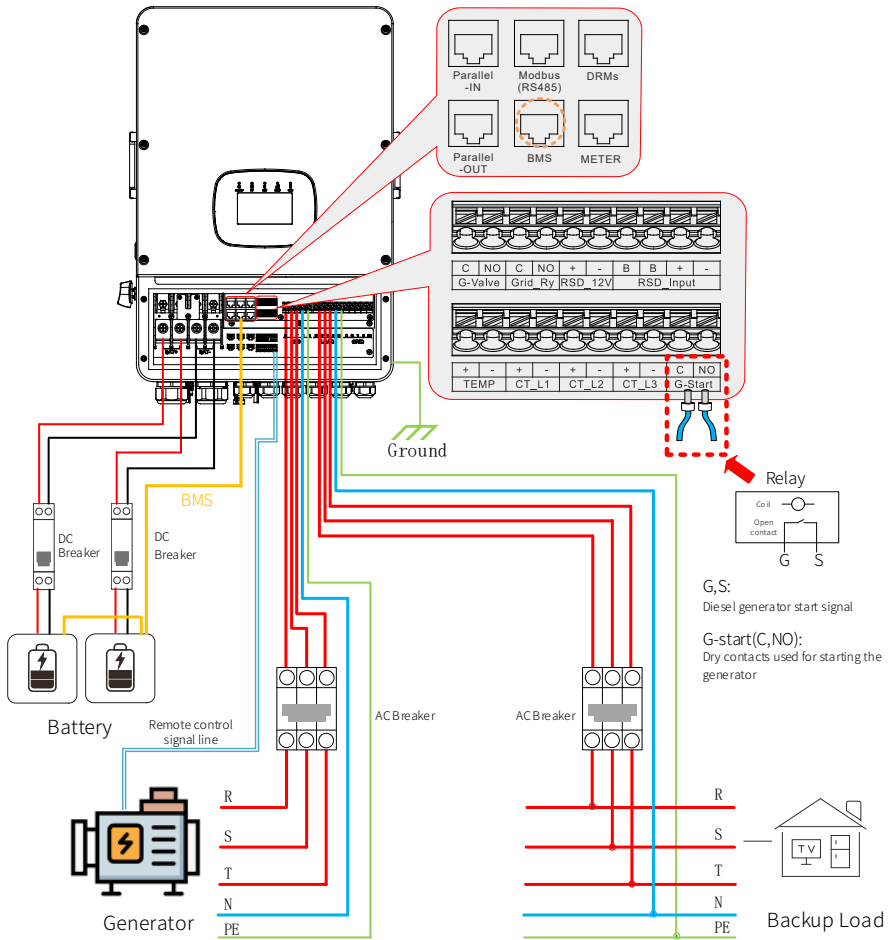 Parallel
-IN
Modbus
(RS485)
DRMs
Parallel
-OUT
BMS
METER
C NO C NO + - B B + -
G-Valve Grid_Ry RSD_12V RSD_Input
+ - + - + - + - C NO
TEMP CT_L1 CT_L2 CT_L3 G-Start
Ground
BMS
DC
Breaker
DC
Breaker
Relay
Coil
Open
contact
G S
G,S:
Diesel generator start signal
G-start(C,NO):
Dry contacts used for starting the
generator
Battery
Remote control
signal line
AC Breaker
AC Breaker
R
S
T
N
PE
Generator
R
S
T
N
PE
TV
Backup Load